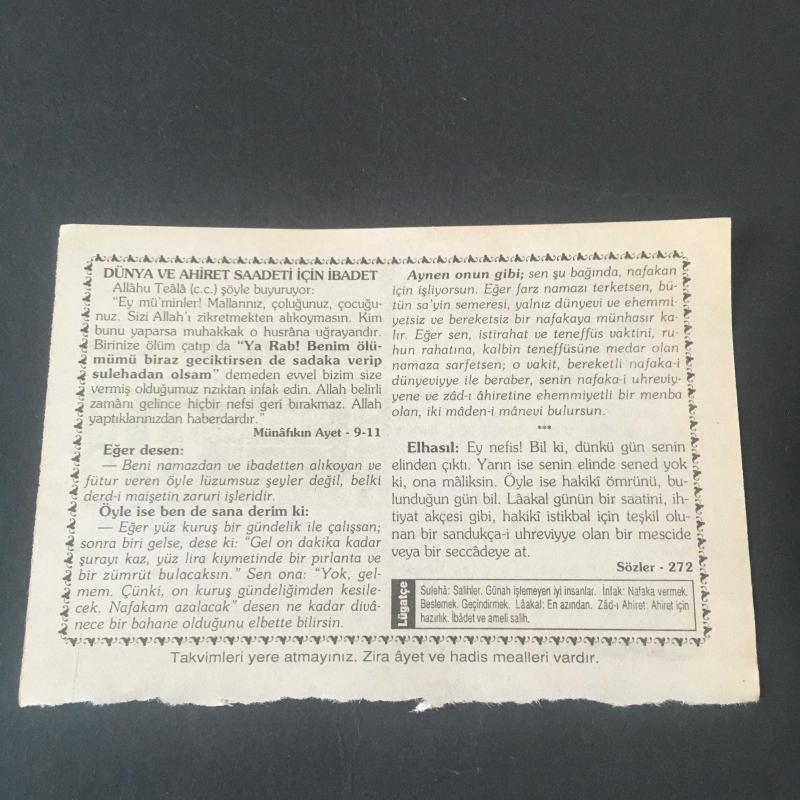 DÜNYA VE AHİRET SAADETİ İÇİN İBADET
Allâhu Teâlâ (c.c.) şöyle buyuruyor:
"Ey mü'minler! Mallarınız, çoluğunuz, çocuğu-
nuz. Sizi Allah'ı zikretmekten alıkoymasın. Kim
bunu yaparsa muhakkak o husrâna uğrayandır.
Birinize ölüm çatıp da "Ya Rab! Benim ölü-
mümü biraz geciktirsen de sadaka verip
sulehadan olsam" demeden evvel bizim size
vermiş olduğumuz rızıktan infak edin. Allah belirli
zamânı gelince hiçbir nefsi geri bırakmaz. Allah
yaptıklarınızdan haberdardır."
Münâfıkın Ayet - 9-11
Eğer desen:
— Beni namazdan ve ibadetten alıkoyan ve
fütur veren öyle lüzumsuz şeyler değil, belki
derd-i maişetin zaruri işleridir.
Öyle ise ben de sana derim ki:
— Eğer yüz kuruş bir gündelik ile çalışsan;
sonra biri gelse, dese ki: "Gel on dakika kadar
şurayı kaz, yüz lira kıymetinde bir pırlanta ve
bir zümrüt bulacaksın." Sen ona: "Yok, gel-
mem. Çünki, on kuruş gündeliğimden kesile-
cek. Nafakam azalacak" desen ne kadar divâ-
nece bir bahane olduğunu elbette bilirsin.
Aynen onun gibi; sen şu bağında, nafakan
için işliyorsun. Eğer farz namazı terketsen, bü-
tün sa'yin semeresi, yalnız dünyevi ve ehemmi-
yetsiz ve bereketsiz bir nafakaya münhasır ka-
lır. Eğer sen, istirahat ve teneffüs vaktini, ru-
hun rahatına, kalbin teneffüsüne medar olan
namaza sarfetsen; o vakit, bereketli nafaka-i
dünyeviyye ile beraber, senin nafaka-i uhreviy-
yene ve zâd-ı âhiretine ehemmiyetli bir menba
olan, iki mâden-i mânevi bulursun.
***
Elhasıl: Ey nefis! Bil ki, dünkü gün senin
elinden çıktı. Yarın ise senin elinde sened yok
ki, ona mâliksin. Öyle ise hakikî ömrünü, bu-
lunduğun gün bil. Lâakal günün bir saatini, ih-
tiyat akçesi gibi, hakikî istikbal için teşkil olu-
nan bir sandukça-i uhreviyye olan bir mescide
veya bir seccâdeye at.
Sözler - 272
Lügatçe
Sulehâ: Salihler. Günah işlemeyen iyi insanlar. İnfak: Nafaka vermek.
Beslemek. Geçindirmek. Lâakal: En azından. Zâd-ı Ahiret: Ahiret için
hazırlık. İbâdet ve ameli salih.
Takvimleri yere atmayınız. Zira âyet ve hadis mealleri vardır.